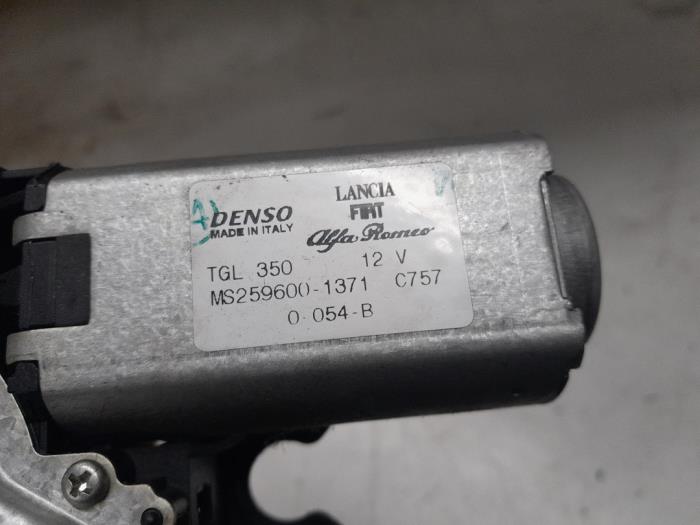 DENSO
MADE IN ITALY
LANCIA
FIAT
Alfa Romeo
TGL 350 12 V
MS259600-1371 C757
0 054-B